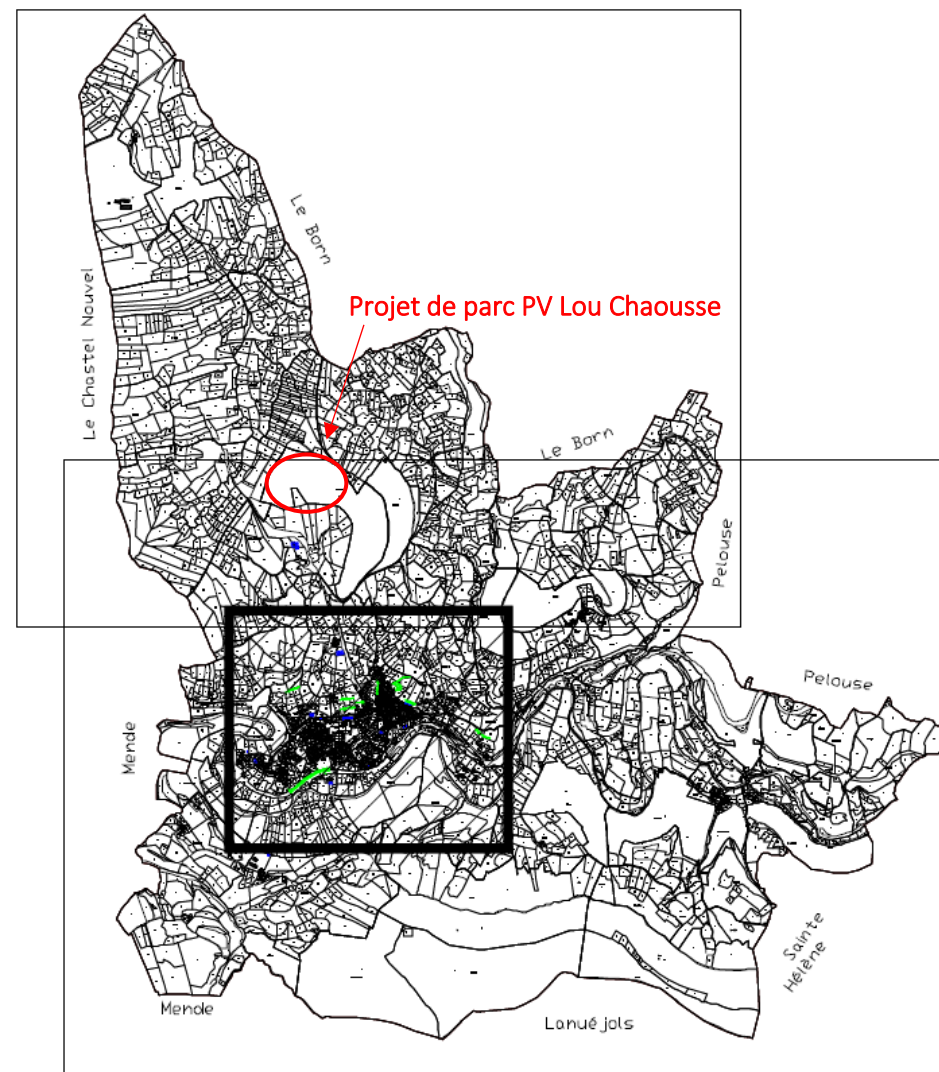 Le Born
Projet de parc PV Lou Chaousse
Le Chastel Nouvel
Le Born
Pelouse
Pelouse
Mende
Sainte
Hélène
Mende
Lanuéjols